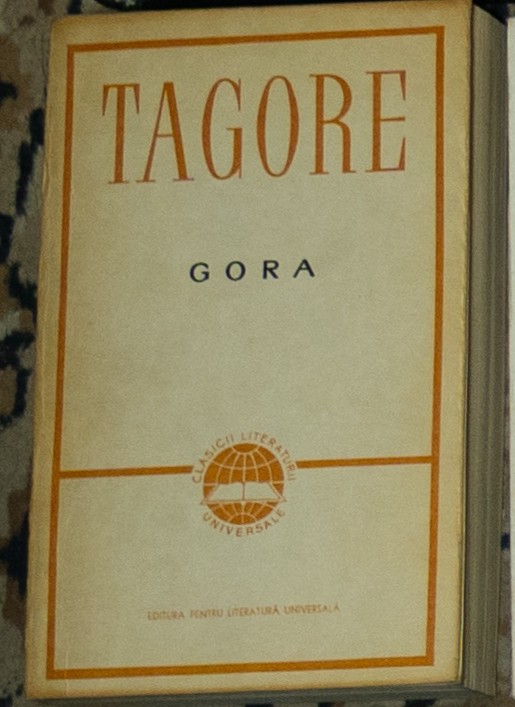 TAGORE
GORA
CLASICII LITERATURII
UNIVERSALE
EDITURA PENTRU LITERATURĂ UNIVERSALĂ